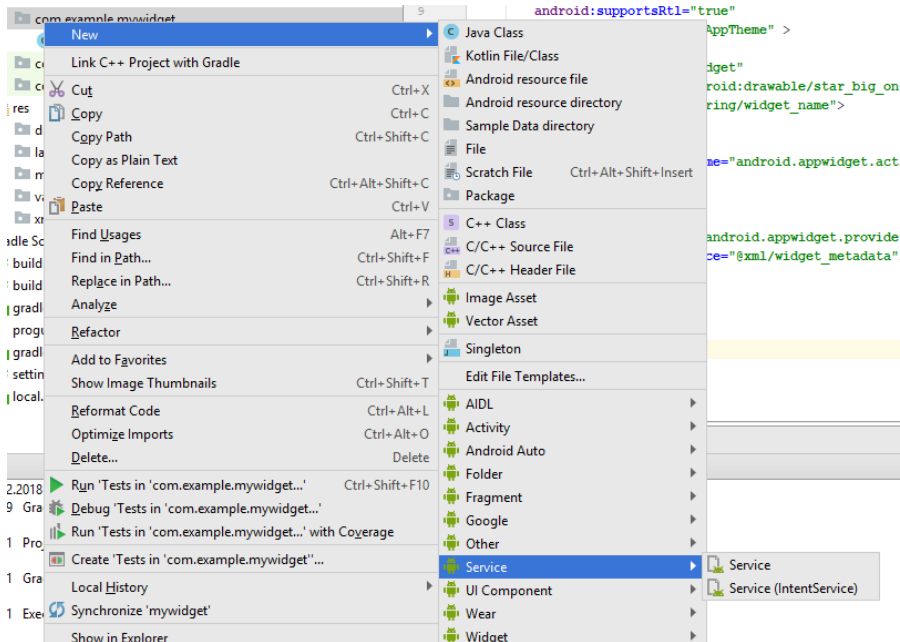 com.example.mywidget
9
android:supportsRtl="true"
New
Java Class
AppTheme" >
Link C++ Project with Gradle
Kotlin File/Class
dget"
Cut Ctrl+X
Android resource file
roid:drawable/star_big_on
res
Copy Ctrl+C
Android resource directory
ring/widget_name">
Copy Path Ctrl+Shift+C
Sample Data directory
Copy as Plain Text
File
me="android.appwidget.act
Copy Reference Ctrl+Alt+Shift+C
Scratch File Ctrl+Alt+Shift+Insert
Paste Ctrl+V
Package
Find Usages Alt+F7
C++ Class
android.appwidget.provide
adle Sc
Find in Path... Ctrl+Shift+F
C/C++ Source File
ce="@xml/widget_metadata"
build
Replace in Path... Ctrl+Shift+R
C/C++ Header File
build
Analyze
Image Asset
gradl
Refactor
Vector Asset
progu
Add to Favorites
Singleton
gradl
Show Image Thumbnails Ctrl+Shift+T
Edit File Templates...
settin
Reformat Code Ctrl+Alt+L
AIDL
local.
Optimize Imports Ctrl+Alt+O
Activity
Delete... Delete
Android Auto
Run 'Tests in 'com.example.mywidget...' Ctrl+Shift+F10
Folder
2.2018
Debug 'Tests in 'com.example.mywidget...'
Fragment
9 Gra
Run 'Tests in 'com.example.mywidget...' with Coverage
Google
1 Proj
Create 'Tests in 'com.example.mywidget''...
Other
1 Gra
Local History
Service
Service
1 Exe
Synchronize 'mywidget'
UI Component
Service (IntentService)
Show in Explorer
Wear
Widget